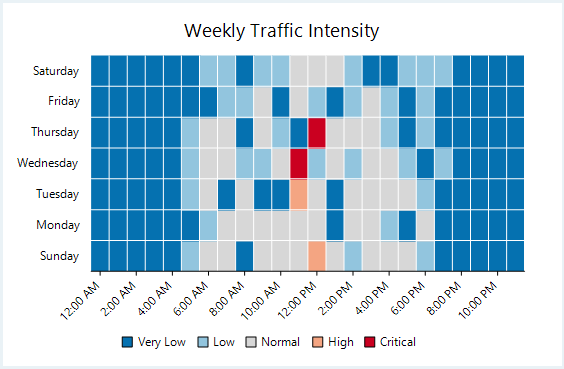 Weekly Traffic Intensity
Saturday
Friday
Thursday
Wednesday
Tuesday
Monday
Sunday
12:00 AM
2:00 AM
4:00 AM
6:00 AM
8:00 AM
10:00 AM
12:00 PM
2:00 PM
4:00 PM
6:00 PM
8:00 PM
10:00 PM
Very Low Low Normal High Critical